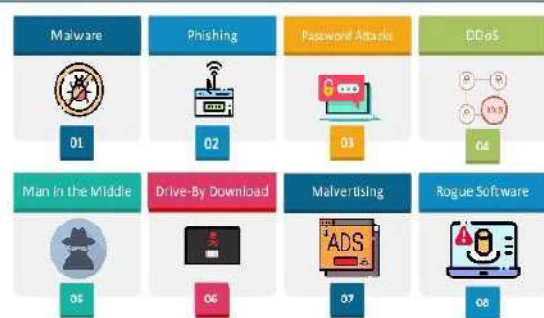 Malware
Phishing
Password Attacks
DDoS
01
02
03
04
Man in the Middle
Drive-By Download
Malvertising
Rogue Software
ADS
05
06
07
08